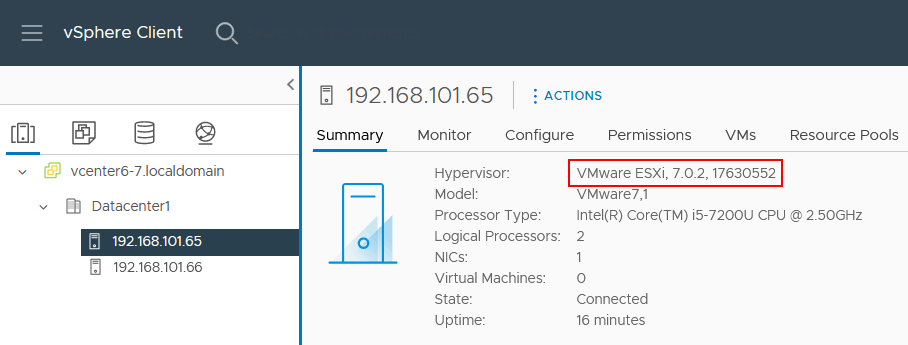 vSphere Client
192.168.101.65
ACTIONS
Summary Monitor Configure Permissions VMs Resource Pools
vcenter6-7.localdomain
Datacenter1
192.168.101.65
192.168.101.66
Hypervisor: VMware ESXi, 7.0.2, 17630552
Model: VMware7,1
Processor Type: Intel(R) Core(TM) i5-7200U CPU @ 2.50GHz
Logical Processors: 2
NICs: 1
Virtual Machines: 0
State: Connected
Uptime: 16 minutes